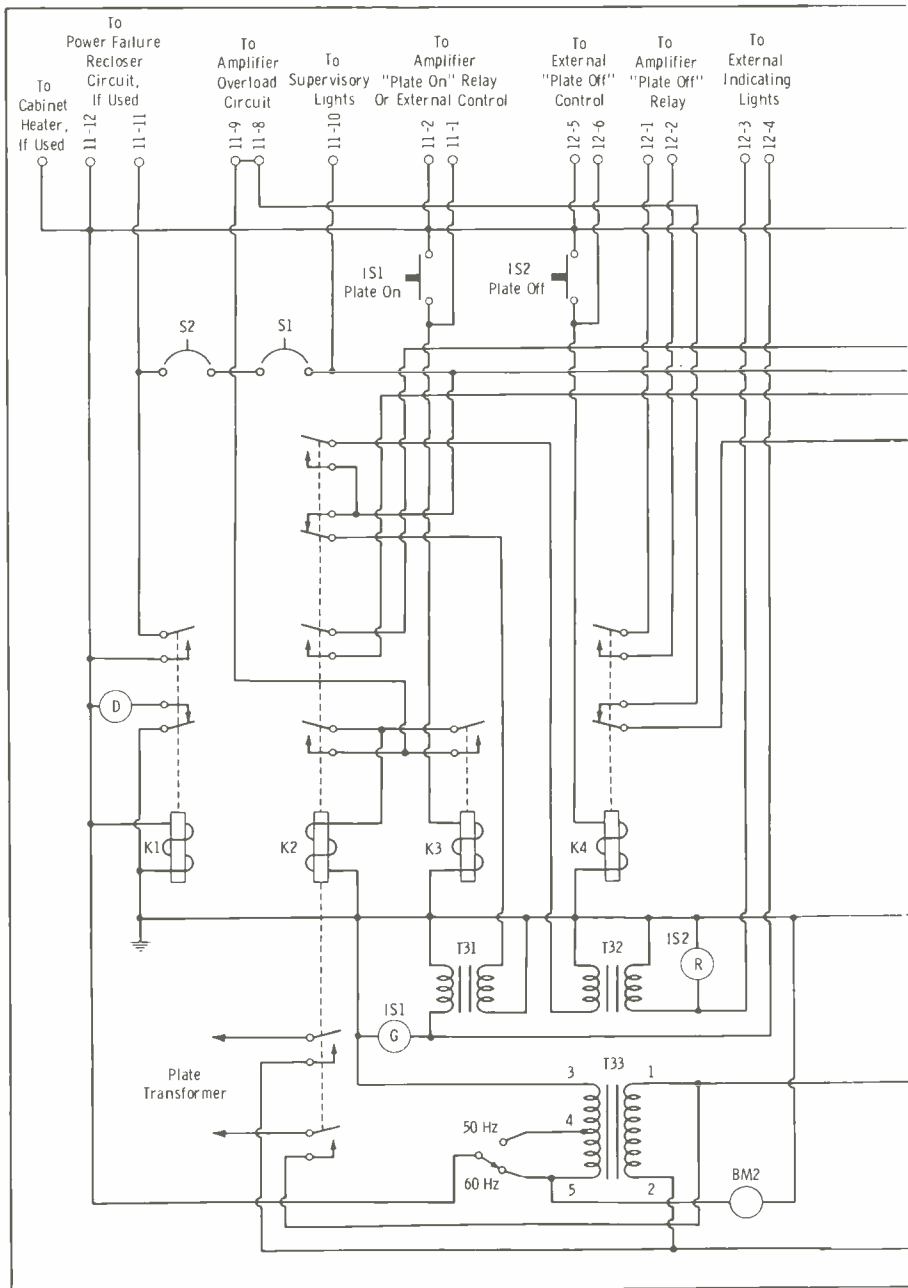 To
Cabinet
Heater,
If Used
11-12
To
Power Failure
Recloser
Circuit,
If Used
11-11
To
Amplifier
Overload
Circuit
11-9
11-8
To
Supervisory
Lights
11-10
To
Amplifier
"Plate On" Relay
Or External Control
11-2
11-1
To
External
"Plate Off"
Control
12-5
12-6
To
Amplifier
"Plate Off"
Relay
12-1
12-2
To
External
Indicating
Lights
12-3
12-4
IS1
Plate On
IS2
Plate Off
S2
S1
D
K1
K2
K3
K4
T31
T32
IS2
R
IS1
G
Plate
Transformer
T33
3
1
4
50 Hz
60 Hz
5
2
BM2